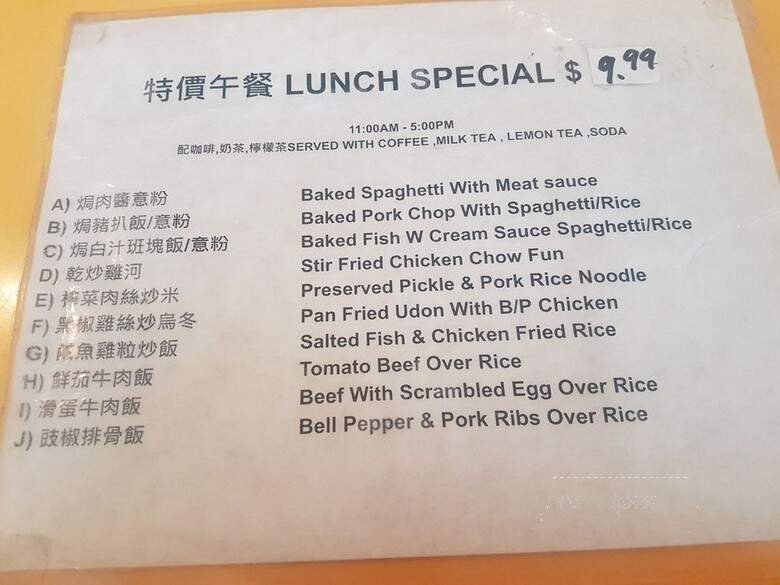 特價午餐 LUNCH SPECIAL $ 9.99
11:00AM - 5:00PM
配咖啡,奶茶,檸檬茶SERVED WITH COFFEE ,MILK TEA , LEMON TEA ,SODA
A) 焗肉醬意粉 Baked Spaghetti With Meat sauce
B) 焗豬扒飯/意粉 Baked Pork Chop With Spaghetti/Rice
C) 焗白汁班塊飯/意粉 Baked Fish W Cream Sauce Spaghetti/Rice
D) 乾炒雞河 Stir Fried Chicken Chow Fun
E) 榨菜肉絲炒米 Preserved Pickle & Pork Rice Noodle
F) 黑椒雞絲炒烏冬 Pan Fried Udon With B/P Chicken
G) 鹹魚雞粒炒飯 Salted Fish & Chicken Fried Rice
H) 鮮茄牛肉飯 Tomato Beef Over Rice
I) 滑蛋牛肉飯 Beef With Scrambled Egg Over Rice
J) 豉椒排骨飯 Bell Pepper & Pork Ribs Over Rice